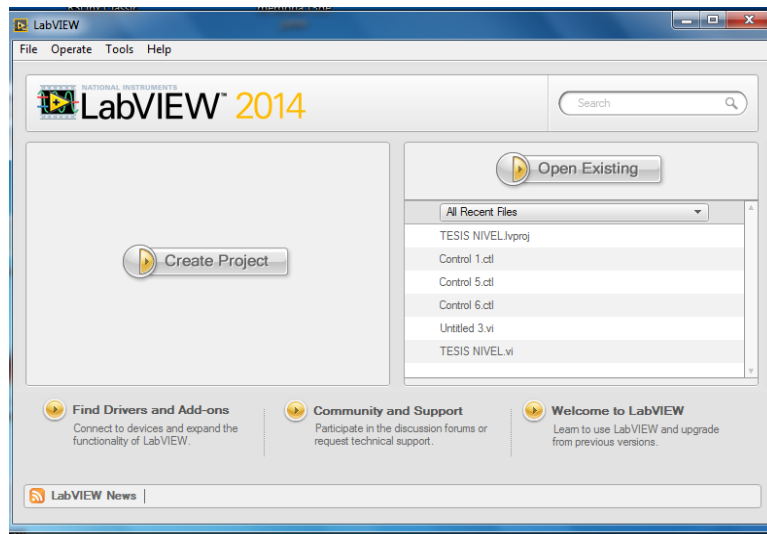 LabVIEW
File Operate Tools Help
NATIONAL INSTRUMENTS
LabVIEW™ 2014
Search
Open Existing
All Recent Files
TESIS NIVEL.lvproj
Control 1.ctl
Control 5.ctl
Control 6.ctl
Untitled 3.vi
TESIS NIVEL.vi
Create Project
Find Drivers and Add-ons
Connect to devices and expand the
functionality of LabVIEW.
Community and Support
Participate in the discussion forums or
request technical support.
Welcome to LabVIEW
Learn to use LabVIEW and upgrade
from previous versions.
LabVIEW News